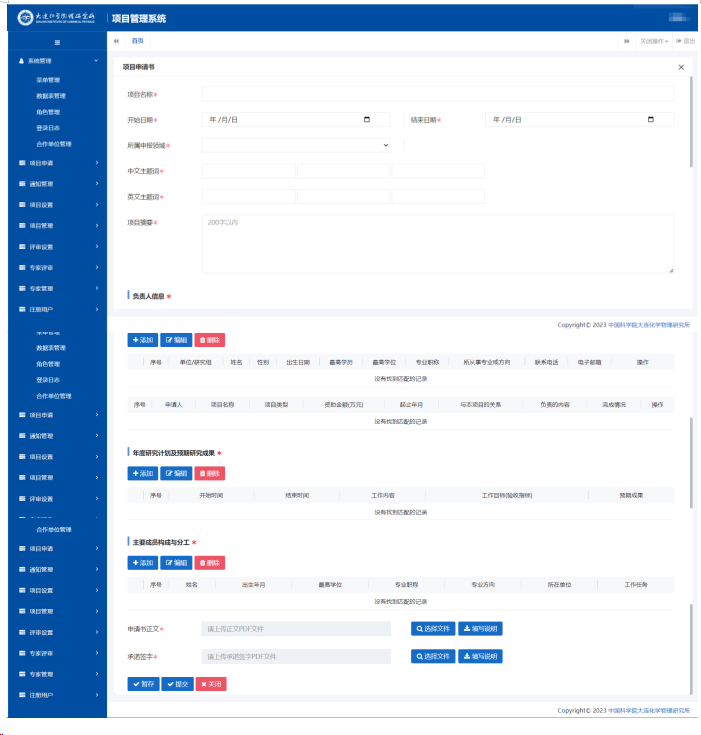 项目管理系统
首页
关闭操作
退出
系统管理
菜单管理
数据表管理
角色管理
登录日志
合作单位管理
项目申请
通知管理
项目设置
项目管理
评审设置
专家评审
专家管理
注册用户
项目申请书
项目名称*
开始日期* 年 /月/日 结束日期* 年 /月/日
所属申报领域*
中文主题词*
英文主题词*
项目摘要* 200字以内
负责人信息 *
Copyright© 2023 中国科学院大连化学物理研究所
数据表管理
角色管理
登录日志
合作单位管理
项目申请
通知管理
项目设置
项目管理
评审设置
添加 编辑 删除
序号 单位/研究组 姓名 性别 出生日期 最高学历 最高学位 专业职称 所从事专业或方向 联系电话 电子邮箱 操作
没有找到匹配的记录
序号 申请人 项目名称 项目类型 资助金额(万元) 起止年月 与本项目的关系 负责的内容 完成情况 操作
没有找到匹配的记录
年度研究计划及预期研究成果 *
添加 编辑 删除
序号 开始时间 结束时间 工作内容 工作目标(验收指标) 预期成果
没有找到匹配的记录
合作单位管理
项目申请
通知管理
项目设置
项目管理
评审设置
专家评审
专家管理
注册用户
主要成员构成与分工 *
添加 编辑 删除
序号 姓名 出生年月 最高学位 专业职称 专业方向 所在单位 工作任务
没有找到匹配的记录
申请书正文* 请上传正文PDF文件 选择文件 填写说明
承诺签字* 请上传承诺签字PDF文件 选择文件 填写说明
暂存 提交 关闭
Copyright© 2023 中国科学院大连化学物理研究所